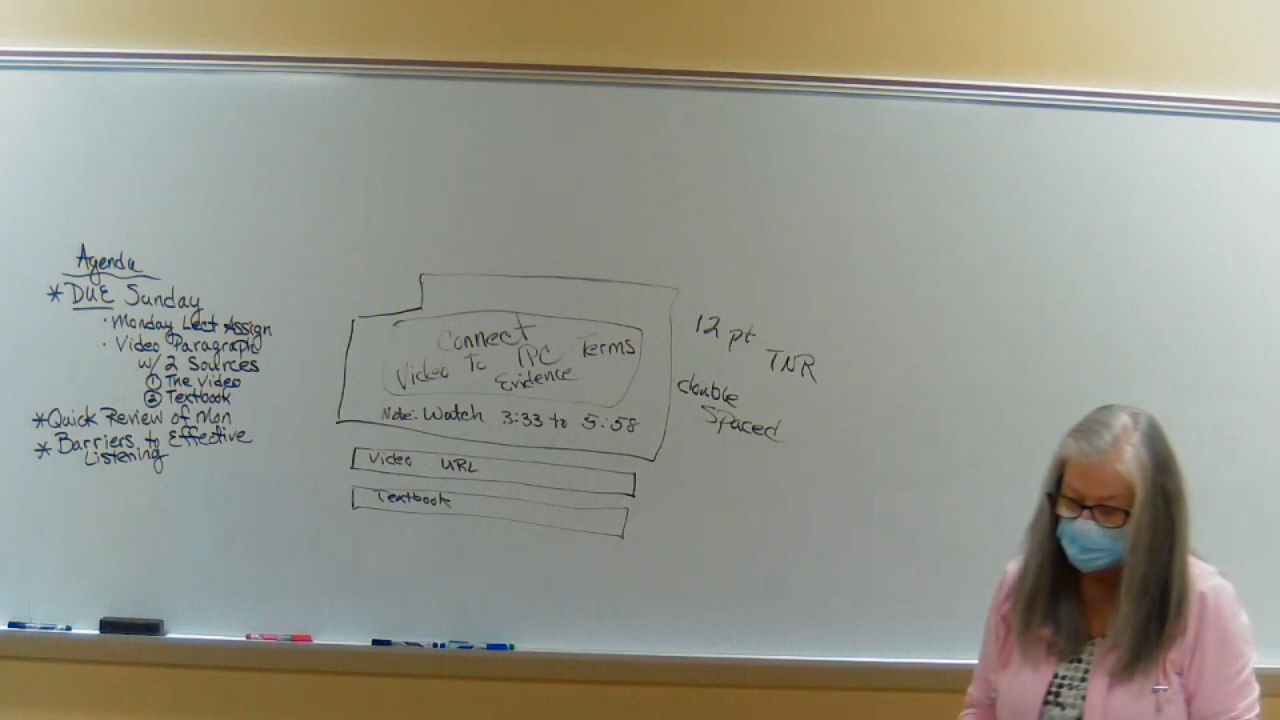 Agenda
* DUE Sunday
· Monday Lect Assign
· Video Paragraph
w/ 2 Sources
① The Video
② Textbook
* Quick Review of Mon
* Barriers to Effective
Listening
Connect
Video To IPC Terms
Evidence
Note: Watch 3:33 to 5:58
Video URL
Textbook
12 pt
TNR
double
Spaced